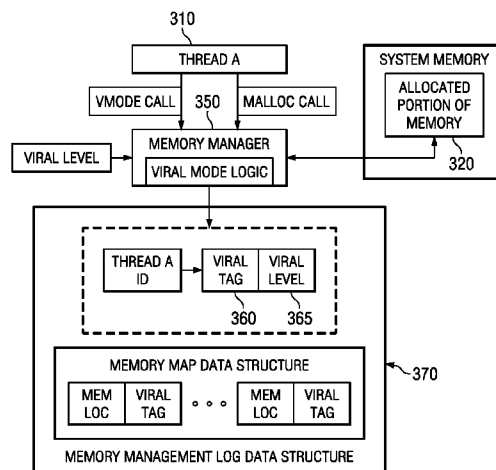 310
THREAD A
SYSTEM MEMORY
VMODE CALL
350
MALLOC CALL
ALLOCATED
PORTION OF
MEMORY
320
VIRAL LEVEL
MEMORY MANAGER
VIRAL MODE LOGIC
THREAD A
ID
VIRAL
TAG
VIRAL
LEVEL
360
365
370
MEMORY MAP DATA STRUCTURE
MEM
LOC
VIRAL
TAG
MEM
LOC
VIRAL
TAG
MEMORY MANAGEMENT LOG DATA STRUCTURE